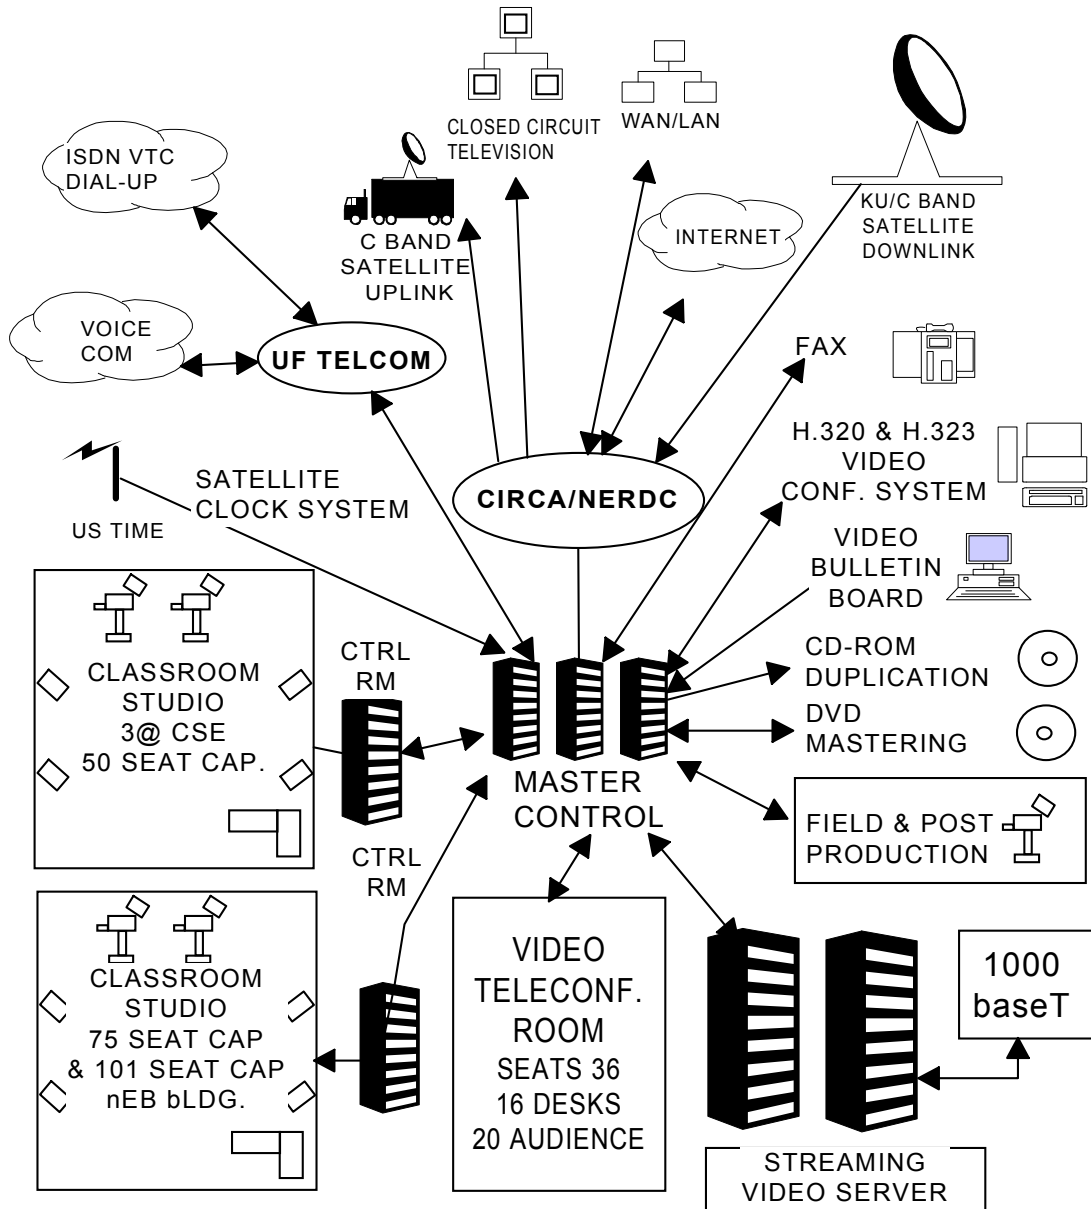 CLOSED CIRCUIT
TELEVISION
WAN/LAN
ISDN VTC
DIAL-UP
KU/C BAND
SATELLITE
DOWNLINK
INTERNET
C BAND
SATELLITE
UPLINK
VOICE
COM
UF TELCOM
FAX
H.320 & H.323
VIDEO
CONF. SYSTEM
SATELLITE
CLOCK SYSTEM
US TIME
CIRCA/NERDC
VIDEO
BULLETIN
BOARD
CTRL
RM
CD-ROM
DUPLICATION
CLASSROOM
STUDIO
3@ CSE
50 SEAT CAP.
DVD
MASTERING
MASTER
CONTROL
FIELD & POST
PRODUCTION
CTRL
RM
VIDEO
TELECONF.
ROOM
SEATS 36
16 DESKS
20 AUDIENCE
1000
baseT
CLASSROOM
STUDIO
75 SEAT CAP
& 101 SEAT CAP
nEB bLDG.
STREAMING
VIDEO SERVER